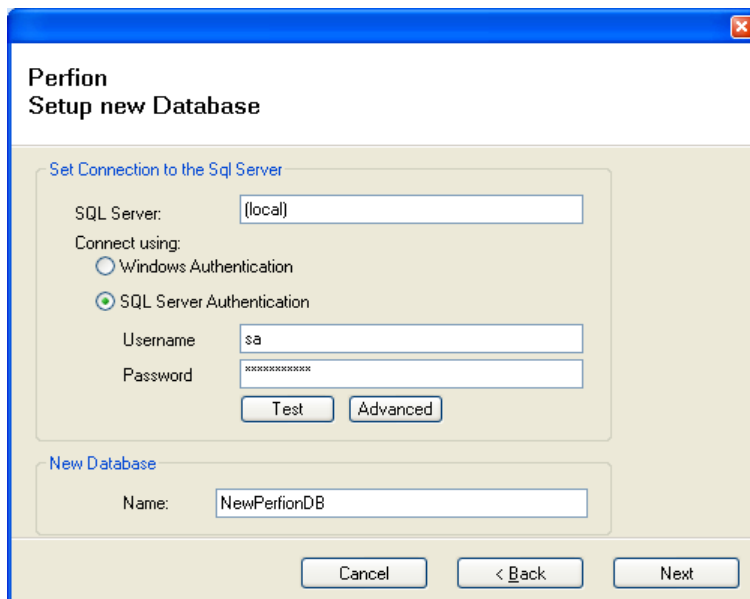 Perfion
Setup new Database
Set Connection to the Sql Server
SQL Server: (local)
Connect using:
Windows Authentication
SQL Server Authentication
Username sa
Password ***********
Test Advanced
New Database
Name: NewPerfionDB
Cancel < Back Next